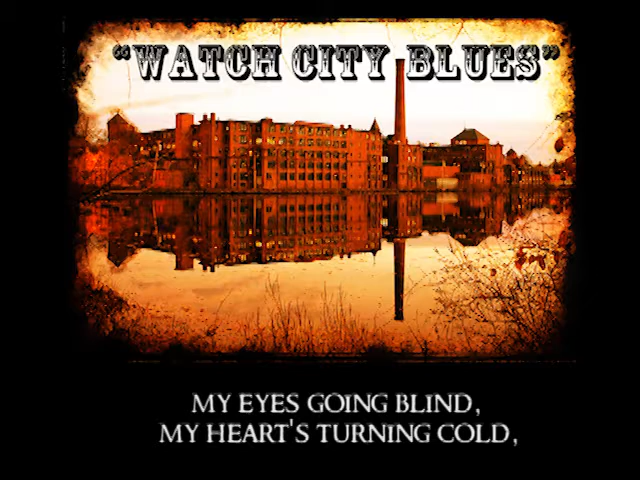 “WATCH CITY BLUES”
MY EYES GOING BLIND,
MY HEART'S TURNING COLD,